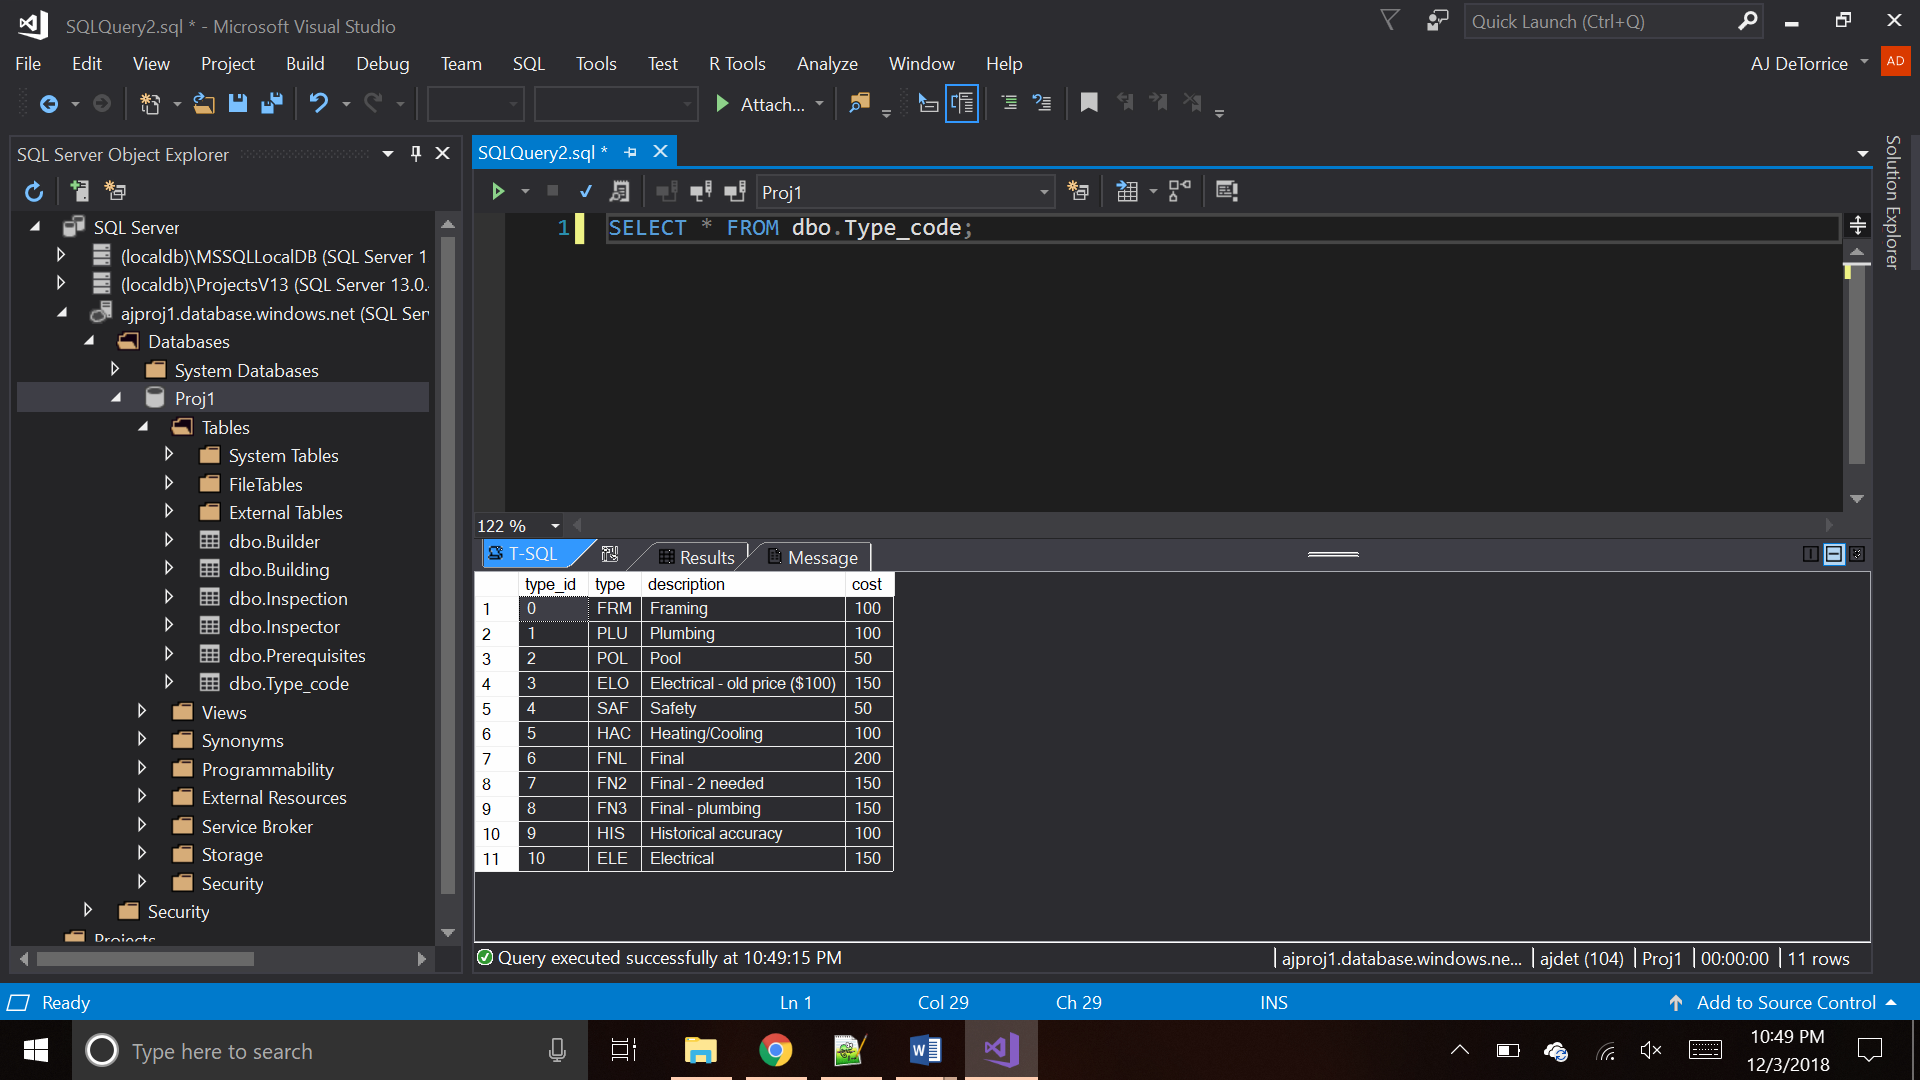 SQLQuery2.sql * - Microsoft Visual Studio
Quick Launch (Ctrl+Q)
File Edit View Project Build Debug Team SQL Tools Test R Tools Analyze Window Help
AJ DeTorrice AD
Attach...
SQL Server Object Explorer
SQLQuery2.sql *
Solution Explorer
Proj1
1 SELECT * FROM dbo.Type_code;
SQL Server
(localdb)\MSSQLLocalDB (SQL Server 1
(localdb)\ProjectsV13 (SQL Server 13.0.
ajproj1.database.windows.net (SQL Ser
Databases
System Databases
Proj1
Tables
System Tables
FileTables
External Tables
dbo.Builder
dbo.Building
dbo.Inspection
dbo.Inspector
dbo.Prerequisites
dbo.Type_code
Views
Synonyms
Programmability
External Resources
Service Broker
Storage
Security
Security
Projects
122 %
T-SQL Results Message
type_id type description cost
1 0 FRM Framing 100
2 1 PLU Plumbing 100
3 2 POL Pool 50
4 3 ELO Electrical - old price ($100) 150
5 4 SAF Safety 50
6 5 HAC Heating/Cooling 100
7 6 FNL Final 200
8 7 FN2 Final - 2 needed 150
9 8 FN3 Final - plumbing 150
10 9 HIS Historical accuracy 100
11 10 ELE Electrical 150
Query executed successfully at 10:49:15 PM
ajproj1.database.windows.ne... ajdet (104) Proj1 00:00:00 11 rows
Ready Ln 1 Col 29 Ch 29 INS Add to Source Control
Type here to search
10:49 PM
12/3/2018